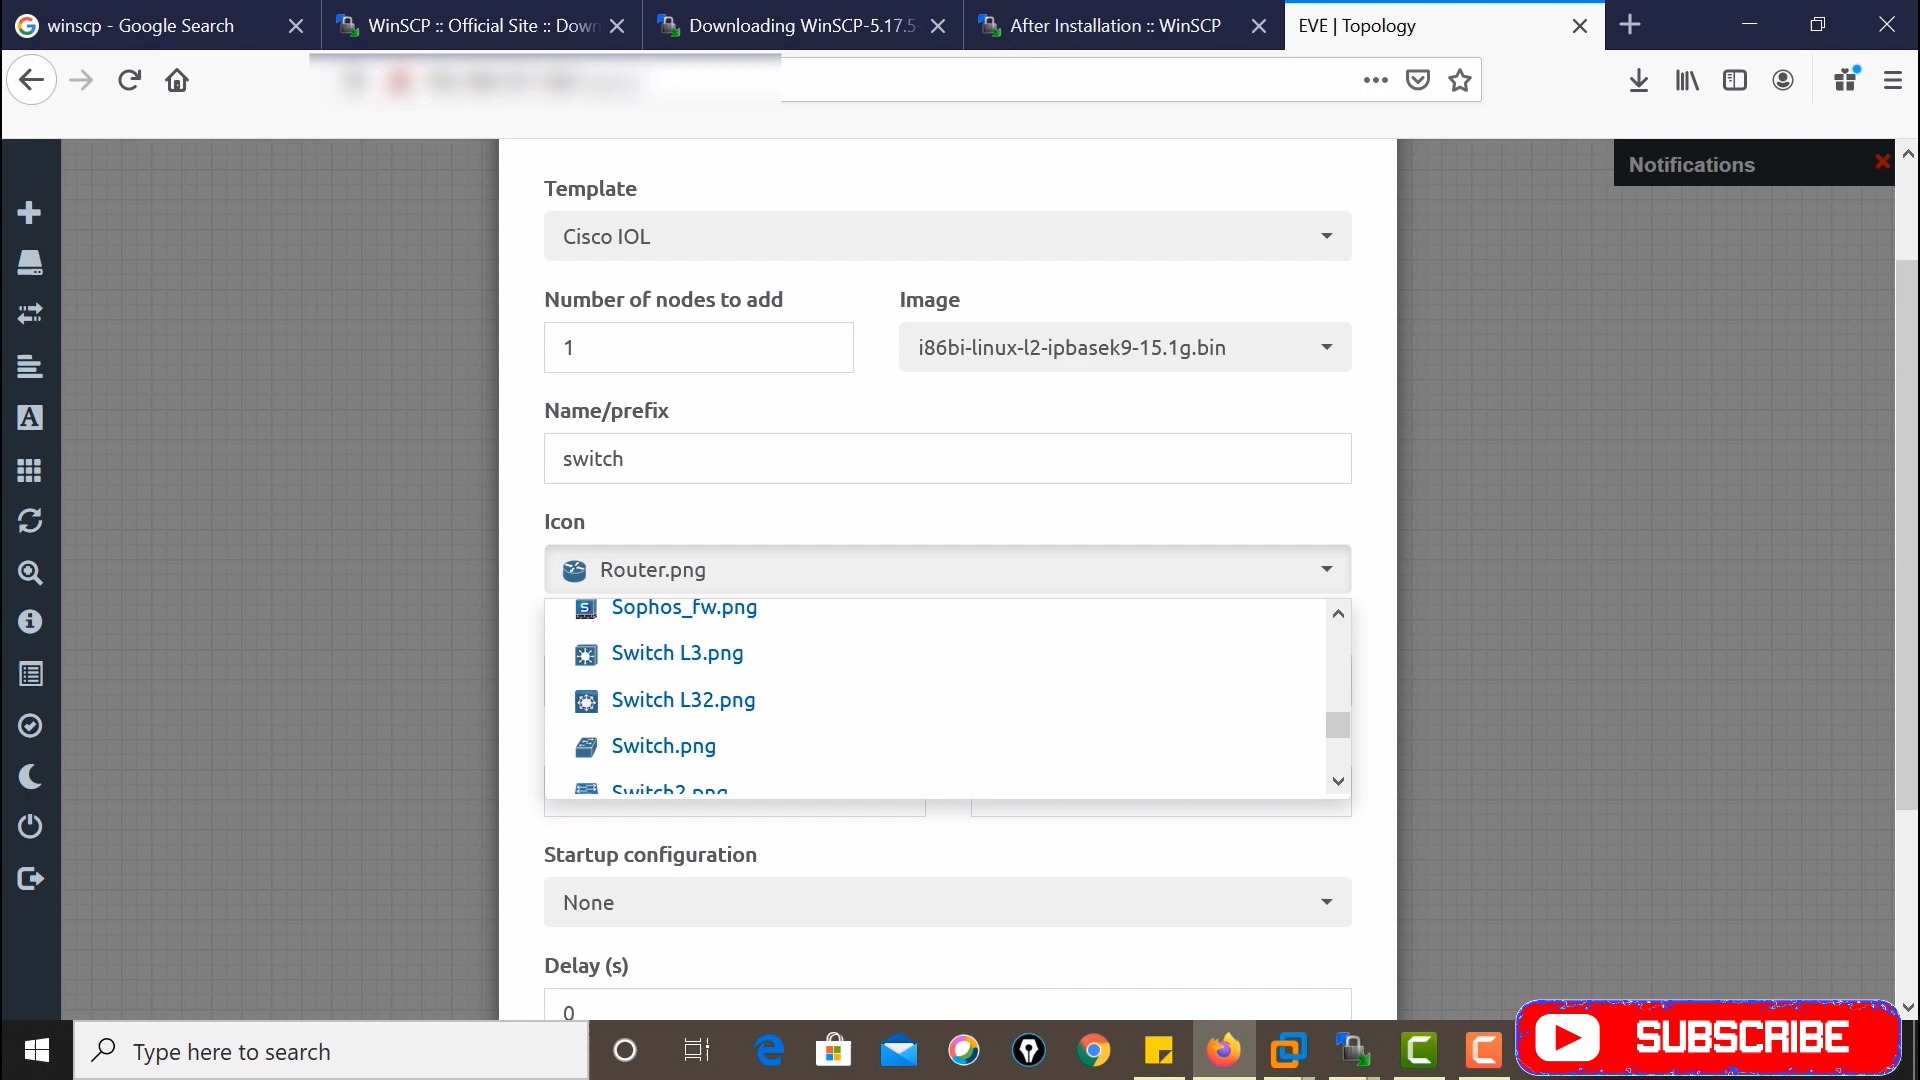 winscp - Google Search
WinSCP :: Official Site :: Down
Downloading WinSCP-5.17.5-
After Installation :: WinSCP
EVE | Topology
Notifications
Template
Cisco IOL
Number of nodes to add
Image
1
i86bi-linux-l2-ipbasek9-15.1g.bin
Name/prefix
switch
Icon
Router.png
Sophos_fw.png
Switch L3.png
Switch L32.png
Switch.png
Switch2.png
Startup configuration
None
Delay (s)
0
Type here to search
SUBSCRIBE